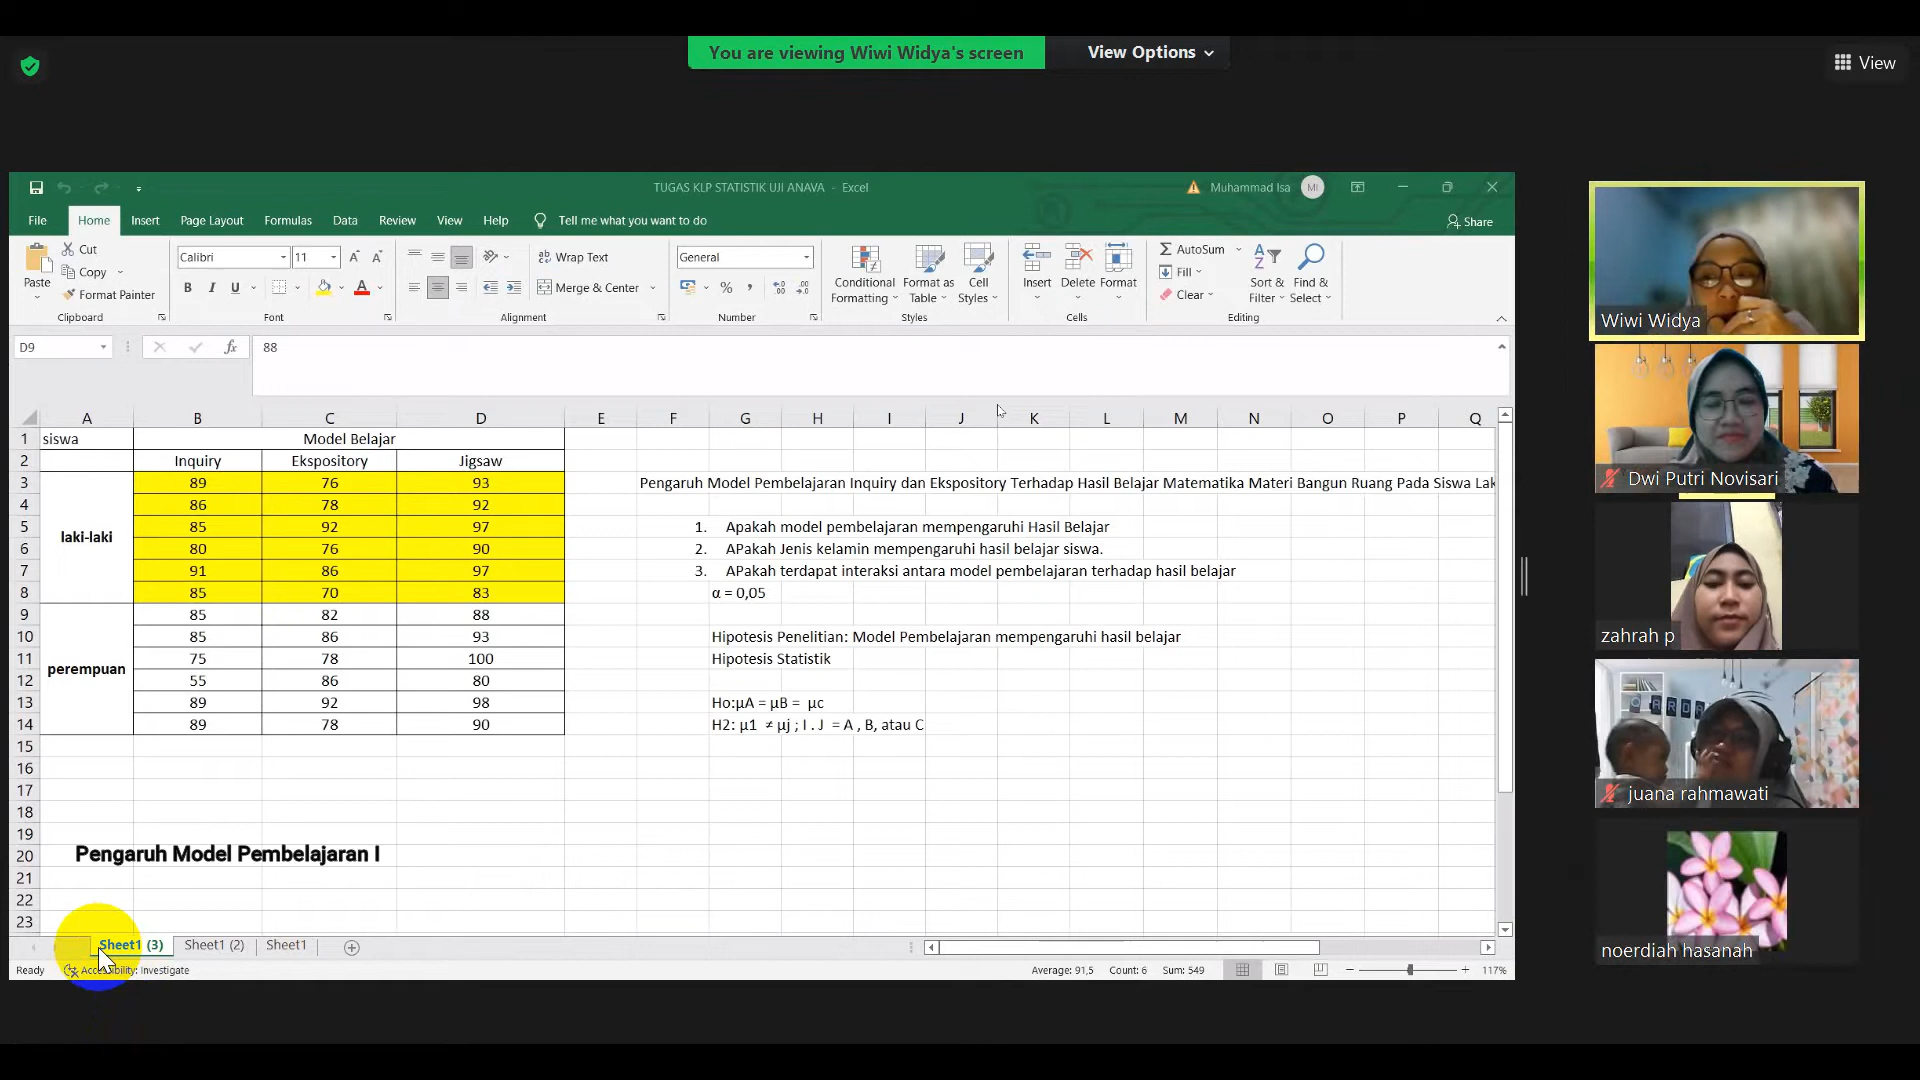 You are viewing Wiwi Widya's screen View Options
View
TUGAS KLP STATISTIK UJI ANAVA - Excel
Muhammad Isa MI
File Home Insert Page Layout Formulas Data Review View Help Tell me what you want to do Share
Paste Cut Copy Format Painter
Calibri 11
B I U A A A
Wrap Text
Merge & Center
General
% ,
Conditional Formatting
Format as Table
Cell Styles
Insert Delete Format
AutoSum Fill Clear
Sort & Filter
Find & Select
Clipboard Font Alignment Number Styles Cells Editing
D9 fx 88
A B C D E F G H I J K L M N O P Q
1 siswa Model Belajar
2 Inquiry Ekspository Jigsaw
3 89 76 93 Pengaruh Model Pembelajaran Inquiry dan Ekspository Terhadap Hasil Belajar Matematika Materi Bangun Ruang Pada Siswa Lak
4 86 78 92
5 85 92 97 1. Apakah model pembelajaran mempengaruhi Hasil Belajar
laki-laki
6 80 76 90 2. APakah Jenis kelamin mempengaruhi hasil belajar siswa.
7 91 86 97 3. APakah terdapat interaksi antara model pembelajaran terhadap hasil belajar
8 85 70 83 α = 0,05
9 85 82 88
10 85 86 93 Hipotesis Penelitian: Model Pembelajaran mempengaruhi hasil belajar
11 75 78 100 Hipotesis Statistik
perempuan
12 55 86 80
13 89 92 98 Ho:μA = μB = μc
14 89 78 90 H2: μ1 ≠ μj ; I . J = A , B, atau C
15
16
17
18
19
20 Pengaruh Model Pembelajaran I
21
22
23
Sheet1 (3) Sheet1 (2) Sheet1
Ready Accessibility: Investigate Average: 91,5 Count: 6 Sum: 549 117%
Wiwi Widya
Dwi Putri Novisari
zahrah p
juana rahmawati
noerdiah hasanah